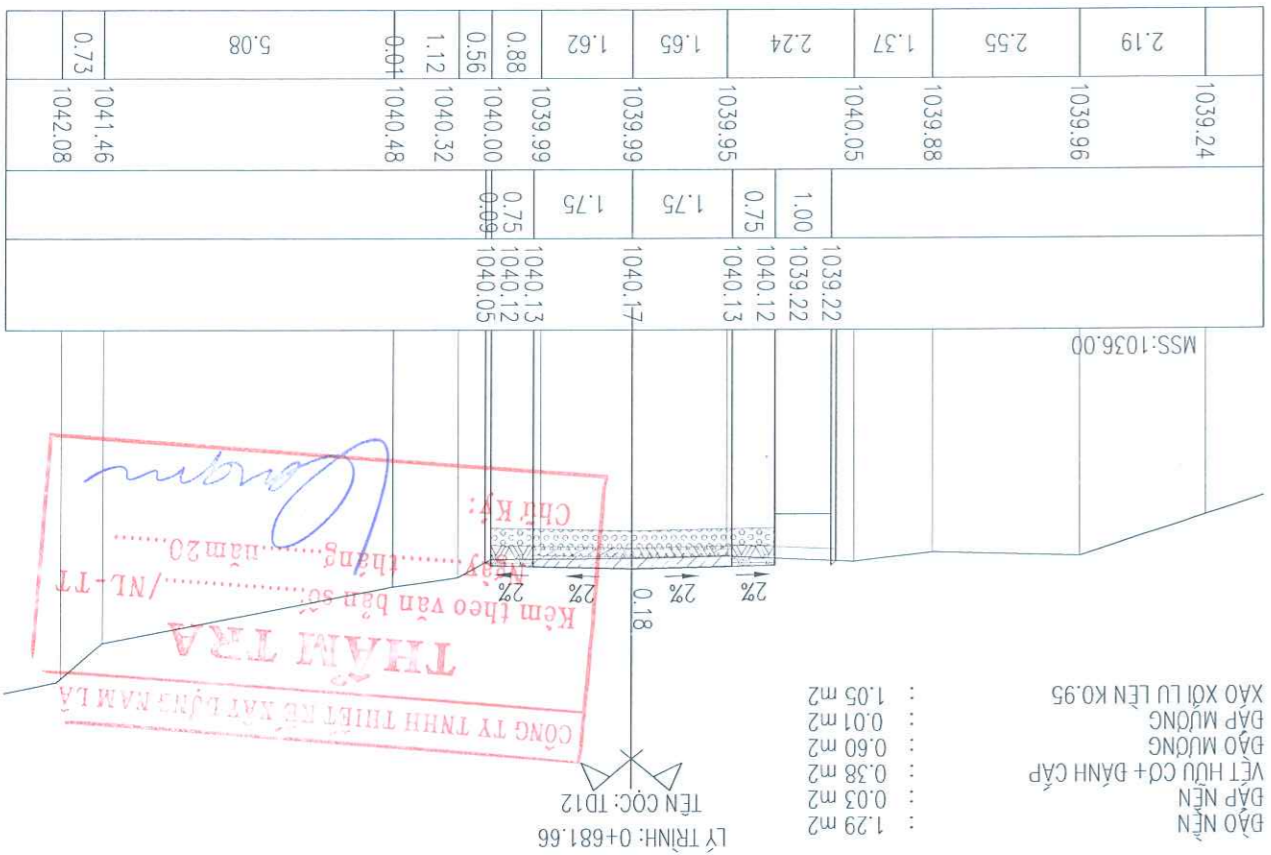 LÝ TRÌNH: 0+681.66
TÊN CỌC: TD12
ĐÀO NỀN : 1.29 m2
ĐẮP NỀN : 0.03 m2
VÉT HỮU CƠ+ ĐÁNH CẤP : 0.38 m2
ĐÀO MƯƠNG : 0.60 m2
ĐẮP MƯƠNG : 0.01 m2
XÁO XỚI LU LÈN K0.95 : 1.05 m2
CÔNG TY TNHH THIẾT KẾ XÂY DỰNG NAM
THẨM TRA
Kèm theo văn bản số............/NL-TT
Ngày........tháng........năm20........
Chữ Ký:
0.18
2% 2% 2% 2%
MSS:1036.00
1039.22 1039.22 1040.12 1040.13 1040.17 1040.13 1040.12 1040.05
1.00 0.75 1.75 1.75 0.75 0.09
1039.24 1039.96 1039.88 1040.05 1039.95 1039.99 1039.99 1040.00 1040.32 1040.48 1041.46 1042.08
2.19 2.55 1.37 2.24 1.65 1.62 0.88 0.56 1.12 0.01 5.08 0.73